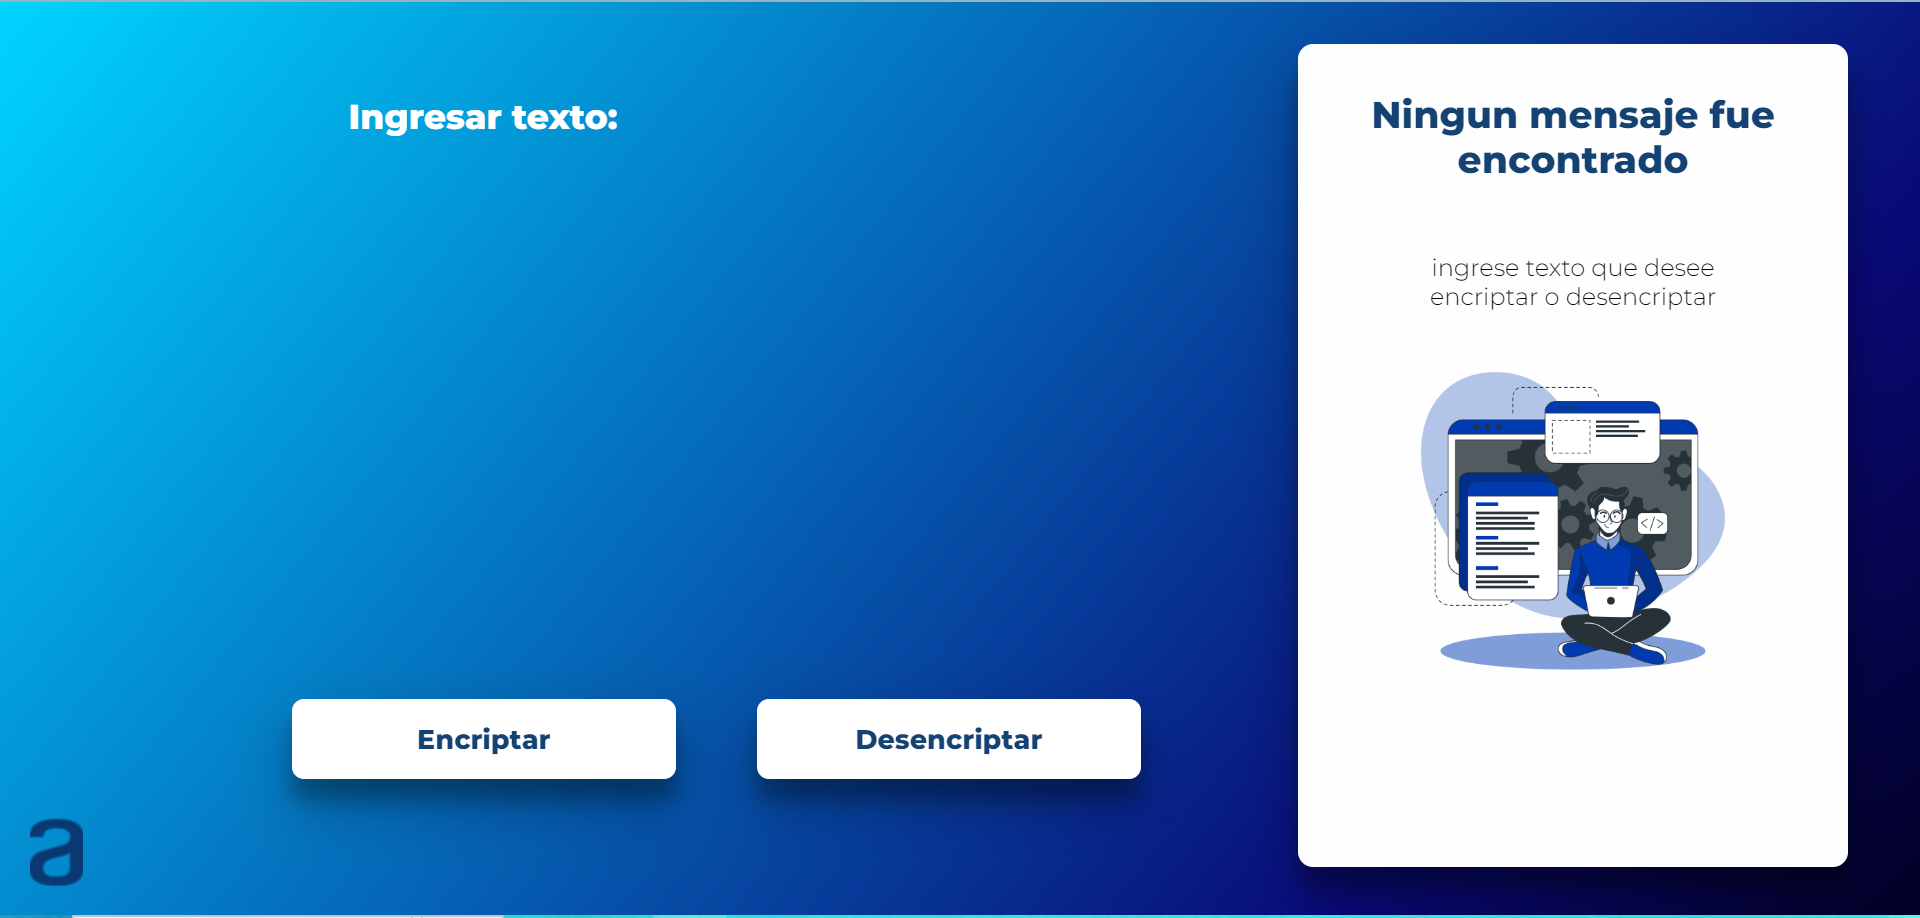 Ingresar texto:
Ningun mensaje fue
encontrado
ingrese texto que desee
encriptar o desencriptar
</>
Encriptar
Desencriptar
a